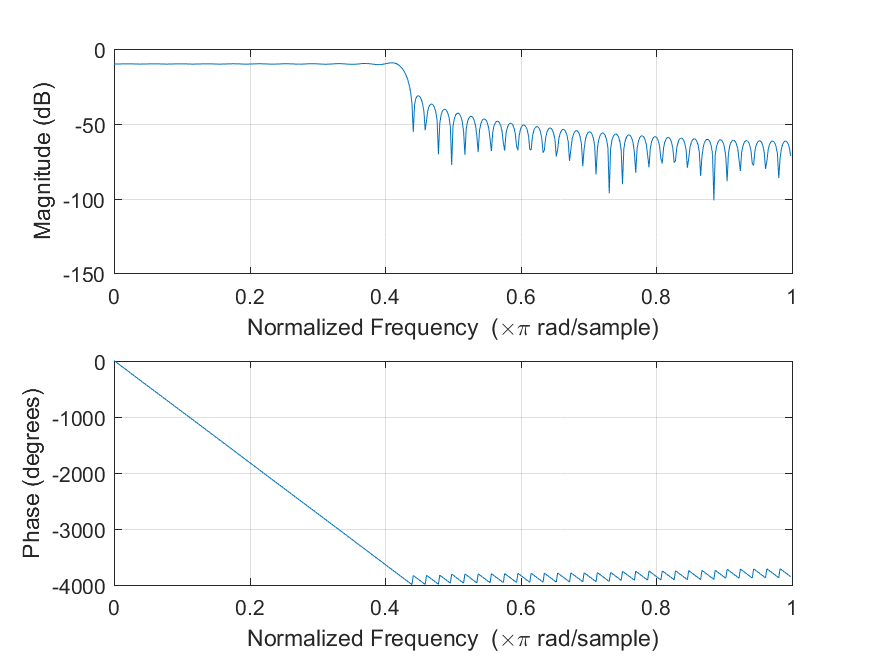 0
-50
-100
-150
Magnitude (dB)
0 0.2 0.4 0.6 0.8 1
Normalized Frequency (×π rad/sample)
0
-1000
-2000
-3000
-4000
Phase (degrees)
0 0.2 0.4 0.6 0.8 1
Normalized Frequency (×π rad/sample)